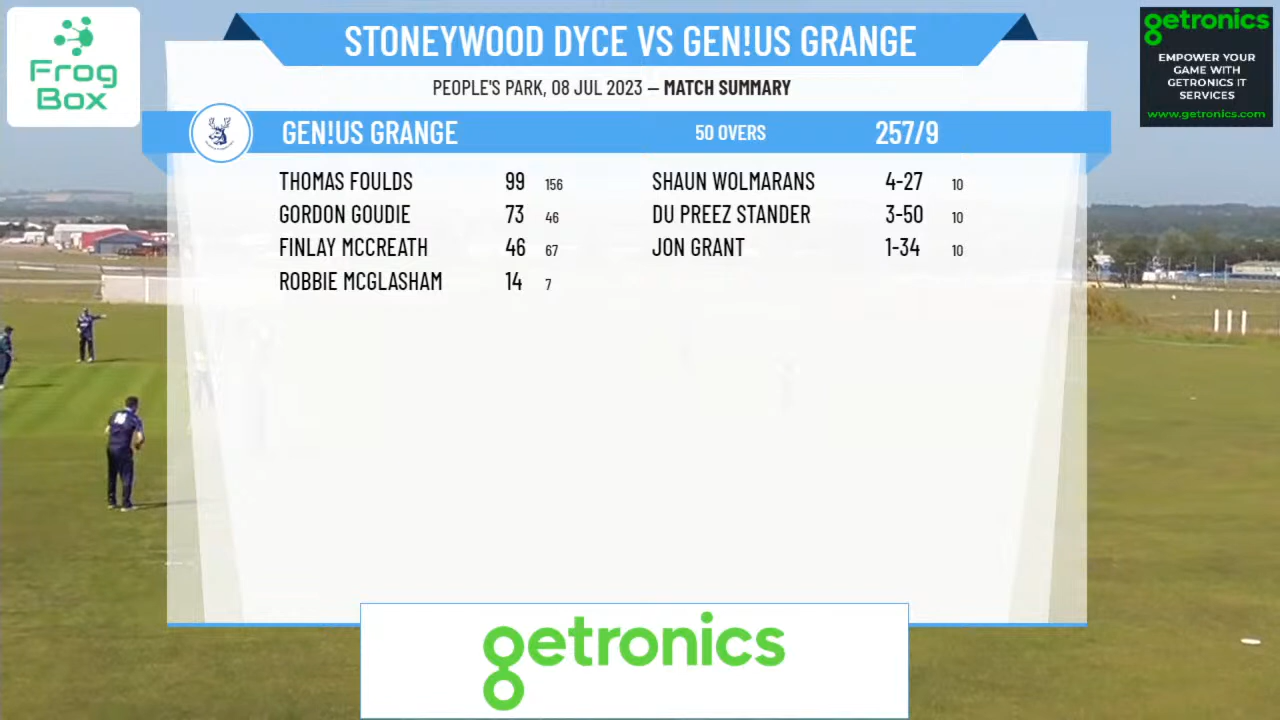 Frog
Box
STONEYWOOD DYCE VS GEN!US GRANGE
PEOPLE'S PARK, 08 JUL 2023 – MATCH SUMMARY
GEN!US GRANGE 50 OVERS 257/9
THOMAS FOULDS 99 156 SHAUN WOLMARANS 4-27 10
GORDON GOUDIE 73 46 DU PREEZ STANDER 3-50 10
FINLAY MCCREATH 46 67 JON GRANT 1-34 10
ROBBIE MCGLASHAM 14 7
getronics
EMPOWER YOUR
GAME WITH
GETRONICS IT
SERVICES
www.getronics.com
getronics